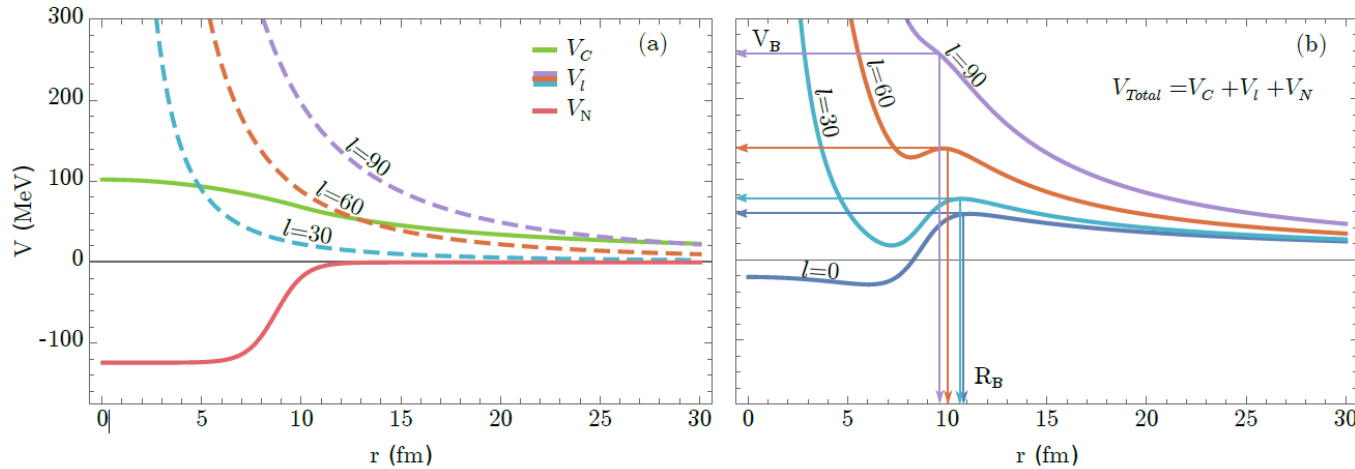 300
200
100
0
-100
V (MeV)
(a)
V_C
V_l
V_N
l=90
l=60
l=30
0 5 10 15 20 25 30
r (fm)
(b)
V_B
l=90
l=60
l=30
l=0
V_Total = V_C + V_l + V_N
R_B
0 5 10 15 20 25 30
r (fm)